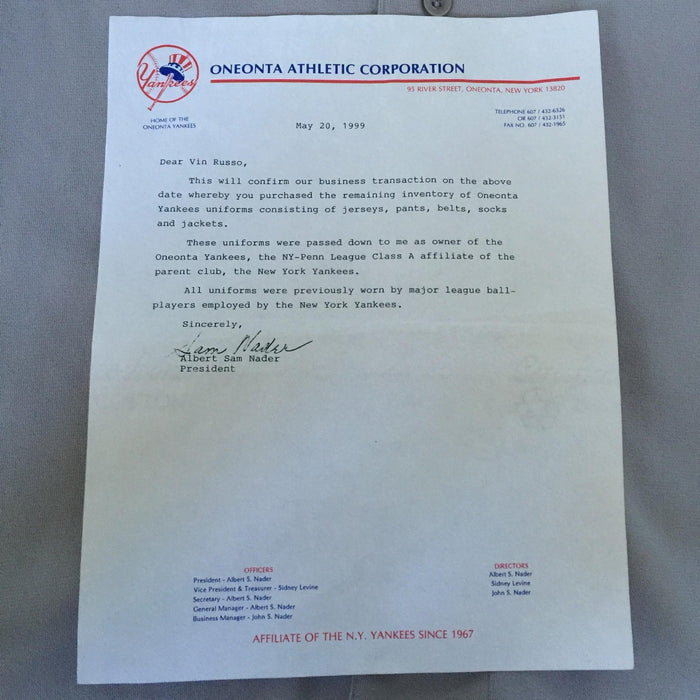 Yankees
ONEONTA ATHLETIC CORPORATION
95 RIVER STREET, ONEONTA, NEW YORK 13820
HOME OF THE
ONEONTA YANKEES
TELEPHONE 607 / 432-6326
OR 607 / 432-3151
FAX NO. 607 / 432-1965
May 20, 1999
Dear Vin Russo,
This will confirm our business transaction on the above
date whereby you purchased the remaining inventory of Oneonta
Yankees uniforms consisting of jerseys, pants, belts, socks
and jackets.
These uniforms were passed down to me as owner of the
Oneonta Yankees, the NY-Penn League Class A affiliate of the
parent club, the New York Yankees.
All uniforms were previously worn by major league ball-
players employed by the New York Yankees.
Sincerely,
Sam Nader
Albert Sam Nader
President
OFFICERS
President - Albert S. Nader
Vice President & Treasurer - Sidney Levine
Secretary - Albert S. Nader
General Manager - Albert S. Nader
Business Manager - John S. Nader
DIRECTORS
Albert S. Nader
Sidney Levine
John S. Nader
AFFILIATE OF THE N.Y. YANKEES SINCE 1967